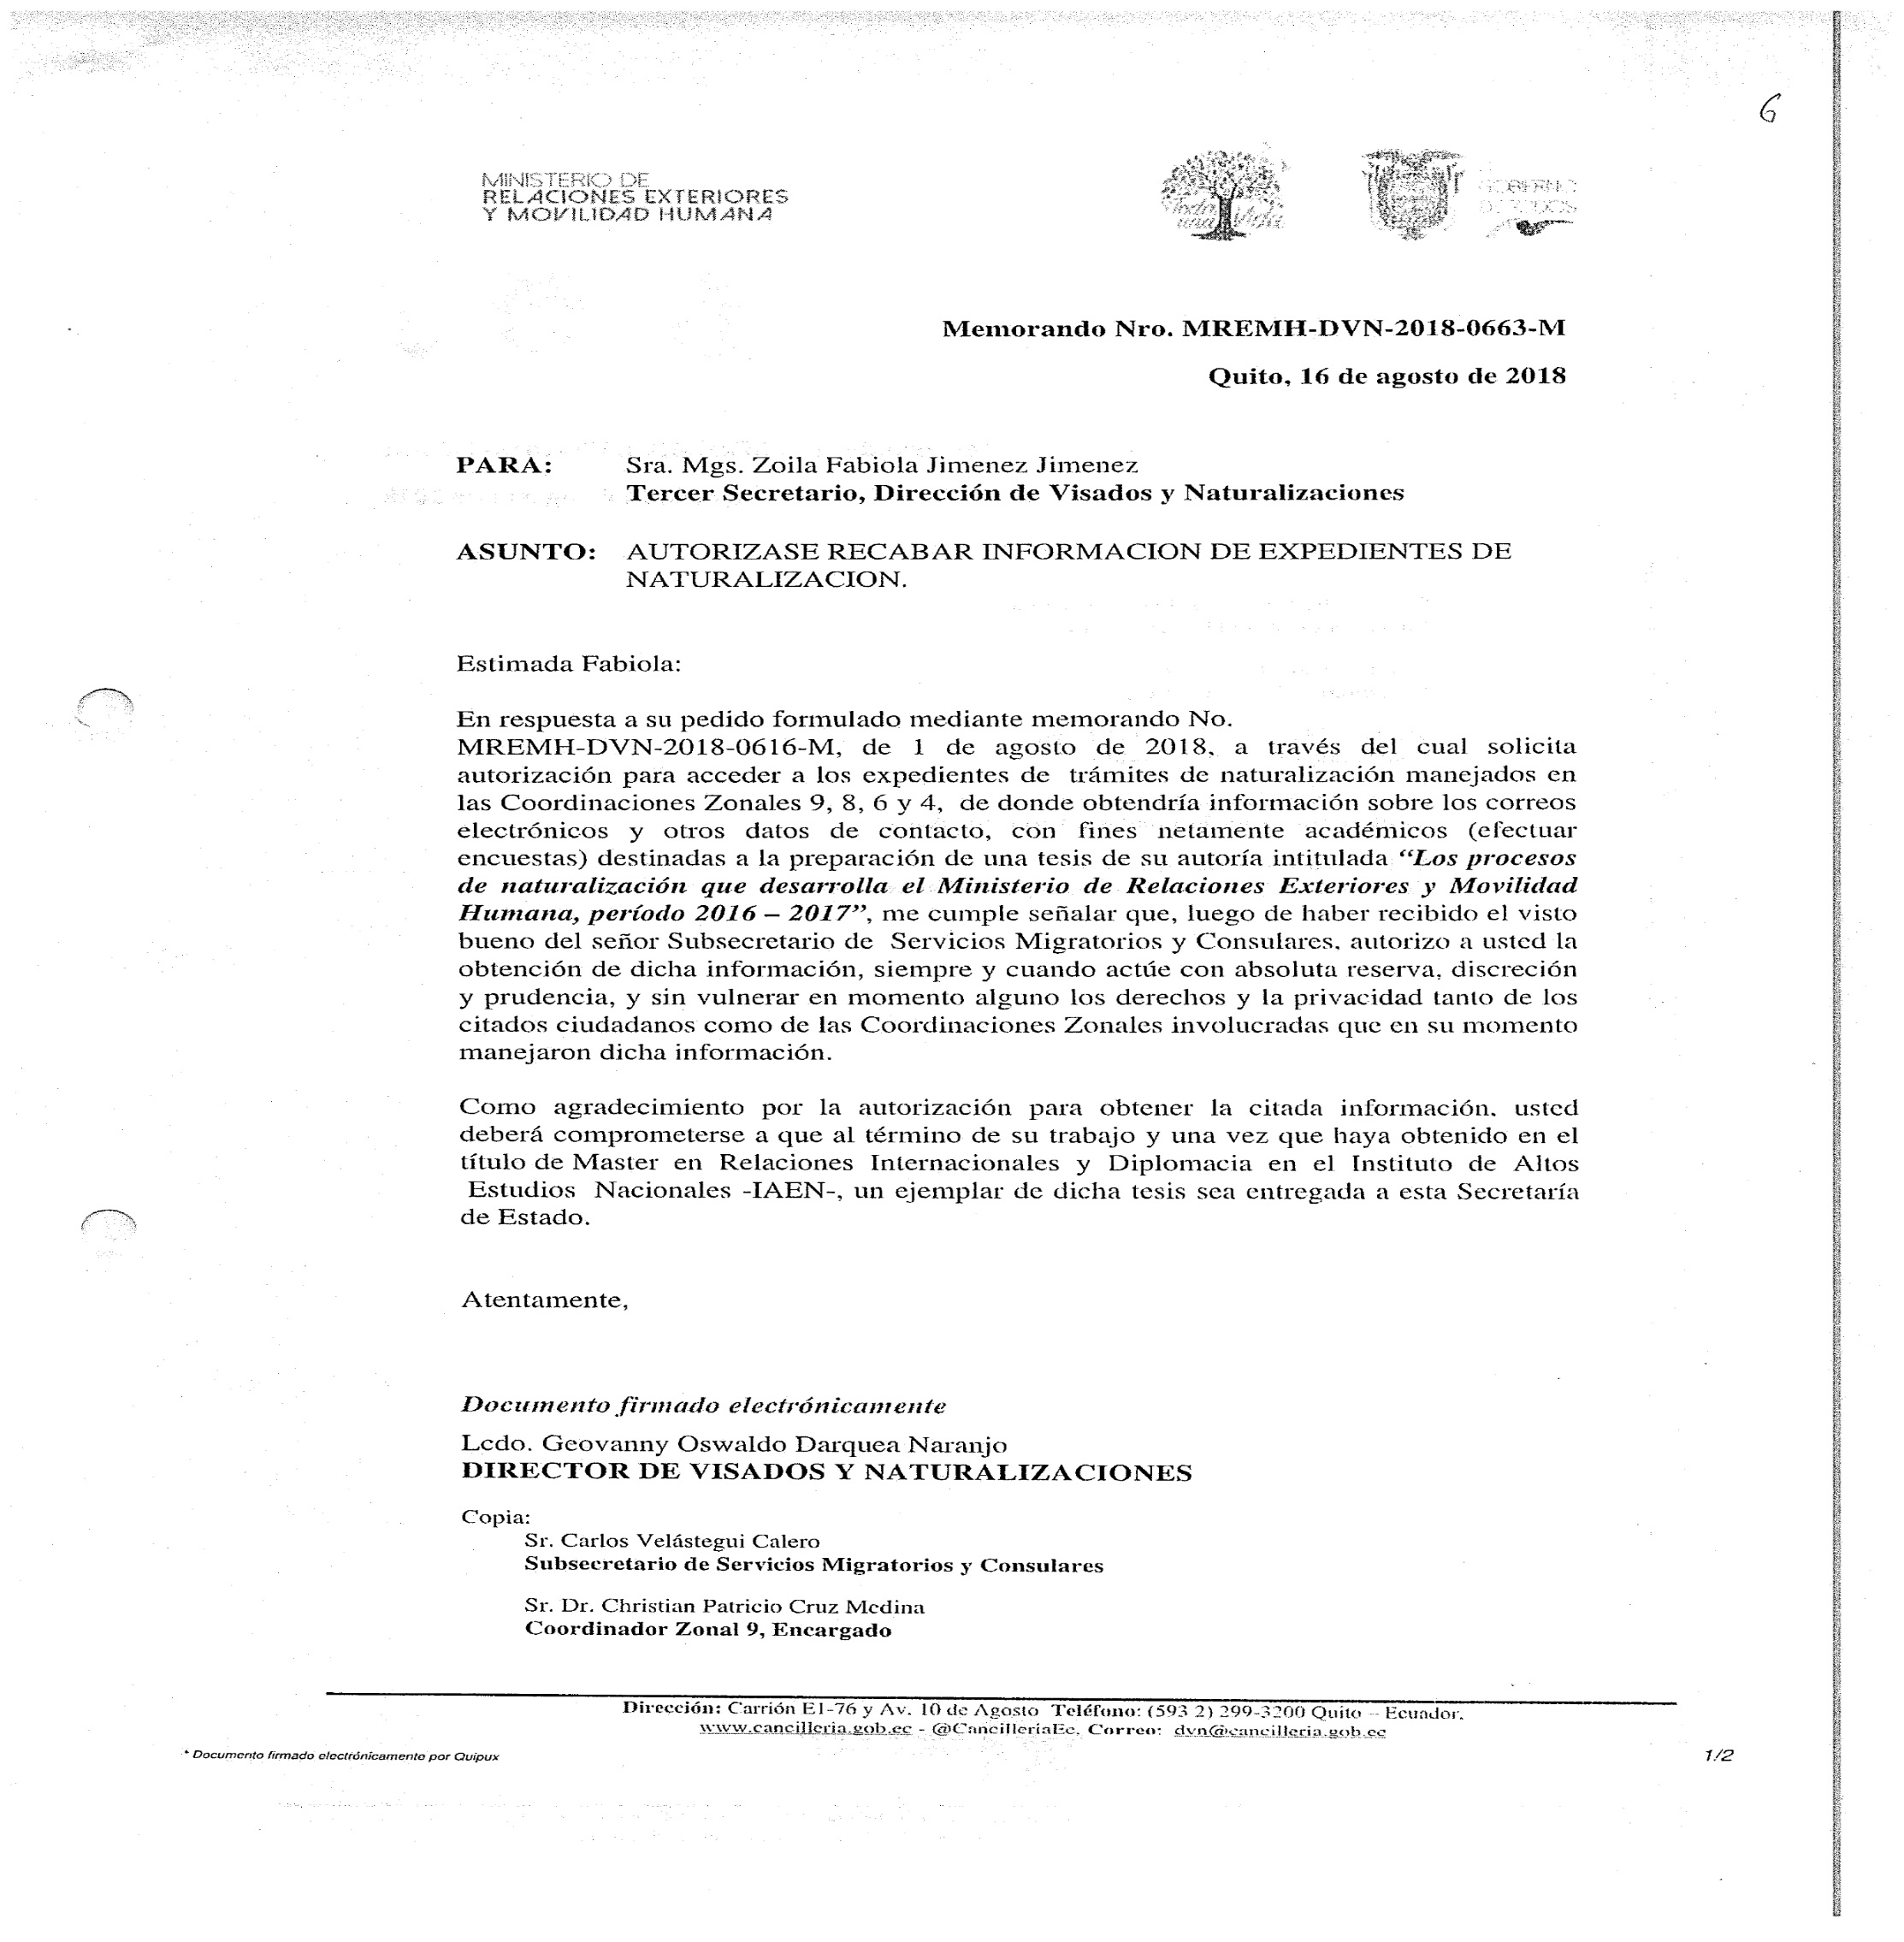 6
MINISTERIO DE
RELACIONES EXTERIORES
Y MOVILIDAD HUMANA
Memorando Nro. MREMH-DVN-2018-0663-M
Quito, 16 de agosto de 2018
PARA: Sra. Mgs. Zoila Fabiola Jimenez Jimenez
Tercer Secretario, Dirección de Visados y Naturalizaciones
ASUNTO: AUTORIZASE RECABAR INFORMACION DE EXPEDIENTES DE
NATURALIZACION.
Estimada Fabiola:
En respuesta a su pedido formulado mediante memorando No.
MREMH-DVN-2018-0616-M, de 1 de agosto de 2018, a través del cual solicita
autorización para acceder a los expedientes de trámites de naturalización manejados en
las Coordinaciones Zonales 9, 8, 6 y 4, de donde obtendría información sobre los correos
electrónicos y otros datos de contacto, con fines netamente académicos (efectuar
encuestas) destinadas a la preparación de una tesis de su autoría intitulada “Los procesos
de naturalización que desarrolla el Ministerio de Relaciones Exteriores y Movilidad
Humana, período 2016 – 2017”, me cumple señalar que, luego de haber recibido el visto
bueno del señor Subsecretario de Servicios Migratorios y Consulares, autorizo a usted la
obtención de dicha información, siempre y cuando actúe con absoluta reserva, discreción
y prudencia, y sin vulnerar en momento alguno los derechos y la privacidad tanto de los
citados ciudadanos como de las Coordinaciones Zonales involucradas que en su momento
manejaron dicha información.
Como agradecimiento por la autorización para obtener la citada información, usted
deberá comprometerse a que al término de su trabajo y una vez que haya obtenido en el
título de Master en Relaciones Internacionales y Diplomacia en el Instituto de Altos
Estudios Nacionales -IAEN-, un ejemplar de dicha tesis sea entregada a esta Secretaría
de Estado.
Atentamente,
Documento firmado electrónicamente
Lcdo. Geovanny Oswaldo Darquea Naranjo
DIRECTOR DE VISADOS Y NATURALIZACIONES
Copia:
Sr. Carlos Velástegui Calero
Subsecretario de Servicios Migratorios y Consulares
Sr. Dr. Christian Patricio Cruz Medina
Coordinador Zonal 9, Encargado
Dirección: Carrión E1-76 y Av. 10 de Agosto Teléfono: (593 2) 299-3200 Quito – Ecuador.
www.cancilleria.gob.ec - @CancilleriaEc. Correo: dvn@cancilleria.gob.ec
* Documento firmado electrónicamente por Quipux
1/2